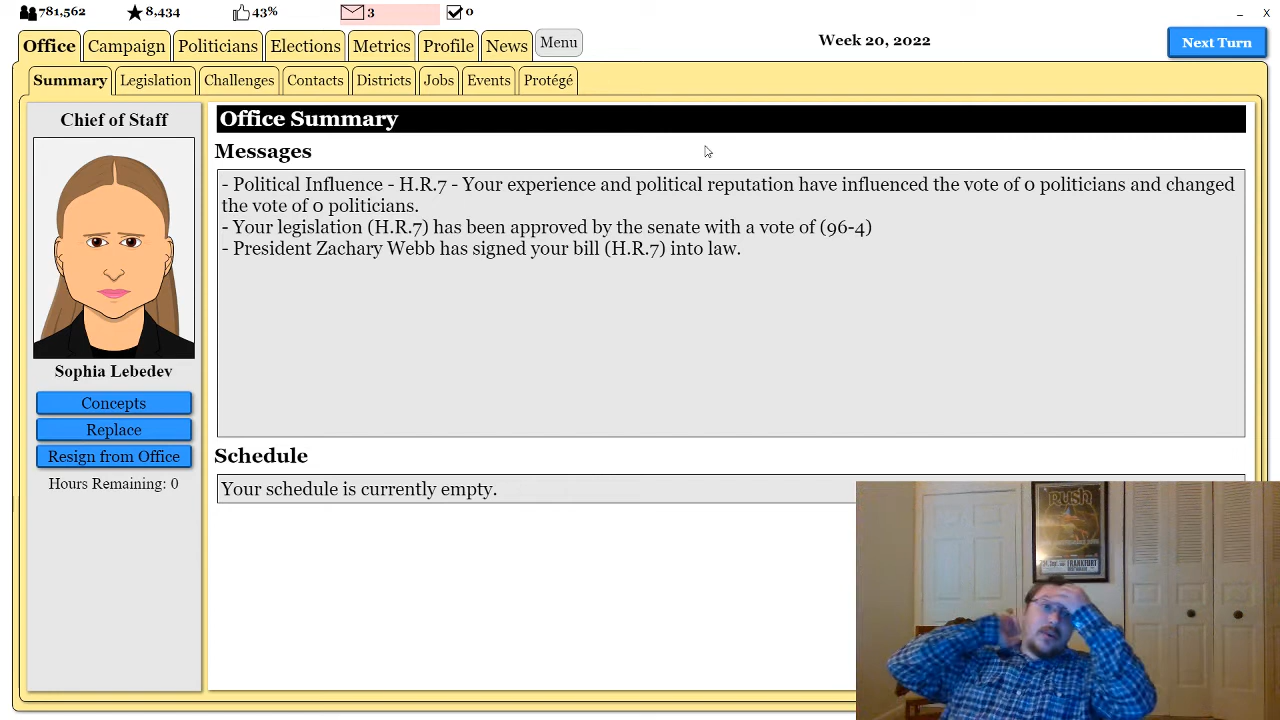 781,562 8,434 43% 3 0 _ X
Office Campaign Politicians Elections Metrics Profile News Menu Week 20, 2022 Next Turn
Summary Legislation Challenges Contacts Districts Jobs Events Protégé
Chief of Staff
Sophia Lebedev
Concepts
Replace
Resign from Office
Hours Remaining: 0
Office Summary
Messages
- Political Influence - H.R.7 - Your experience and political reputation have influenced the vote of 0 politicians and changed
the vote of 0 politicians.
- Your legislation (H.R.7) has been approved by the senate with a vote of (96-4)
- President Zachary Webb has signed your bill (H.R.7) into law.
Schedule
Your schedule is currently empty.
Rush
FRANKFURT